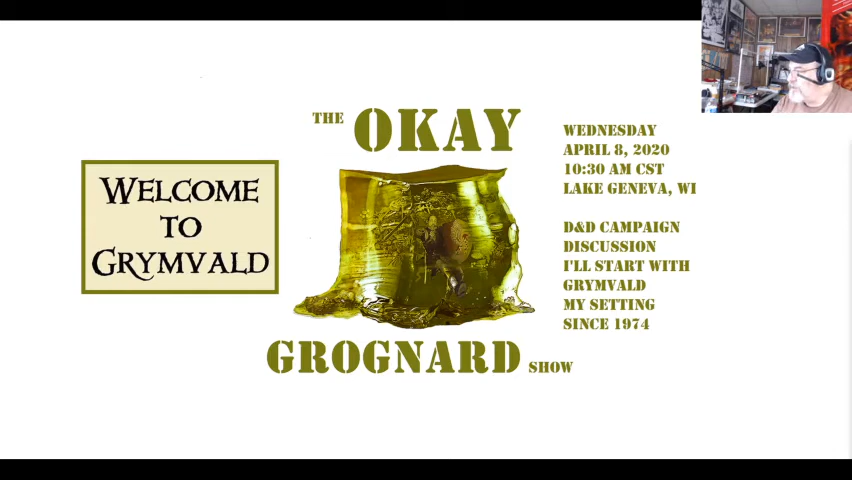 WELCOME
TO
GRYMVALD
THE OKAY
GROGNARD SHOW
WEDNESDAY
APRIL 8, 2020
10:30 AM CST
LAKE GENEVA, WI
D&D CAMPAIGN
DISCUSSION
I'LL START WITH
GRYMVALD
MY SETTING
SINCE 1974